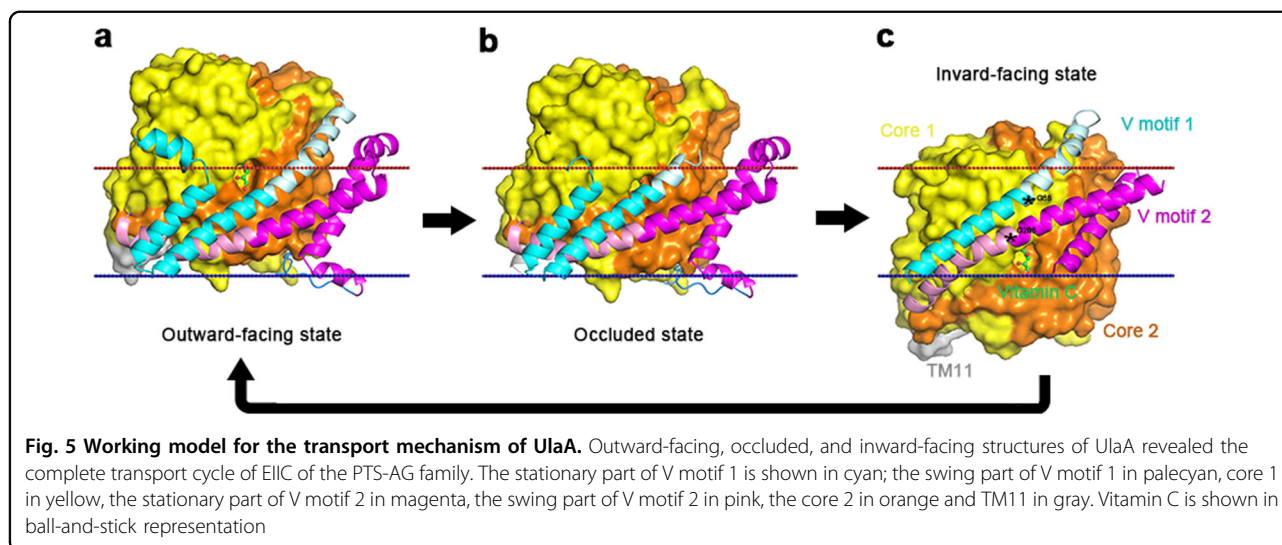 a
b
c
Invard-facing state
Core 1
V motif 1
G58
V motif 2
Vitamin C
Outward-facing state
Occluded state
Core 2
TM11
Fig. 5 Working model for the transport mechanism of UlaA. Outward-facing, occluded, and inward-facing structures of UlaA revealed the
complete transport cycle of EIIC of the PTS-AG family. The stationary part of V motif 1 is shown in cyan; the swing part of V motif 1 in palecyan, core 1
in yellow, the stationary part of V motif 2 in magenta, the swing part of V motif 2 in pink, the core 2 in orange and TM11 in gray. Vitamin C is shown in
ball-and-stick representation